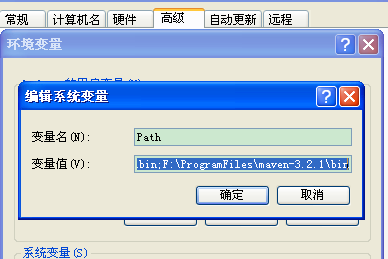 常规 计算机名 硬件 高级 自动更新 远程
环境变量
编辑系统变量
变量名(N): Path
变量值(V): bin;F:\ProgramFiles\maven-3.2.1\bin
确定 取消
系统变量(S)